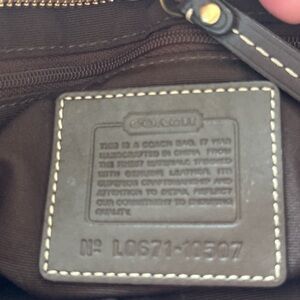 COACH
THIS IS A COACH BAG. IT WAS
HANDCRAFTED IN CHINA FROM
THE FINEST MATERIALS TRIMMED
WITH GENUINE LEATHER. ITS
SUPERIOR CRAFTSMANSHIP AND
ATTENTION TO DETAIL REFLECT
OUR COMMITMENT TO ENDURING
QUALITY.
Nº L0671-10307